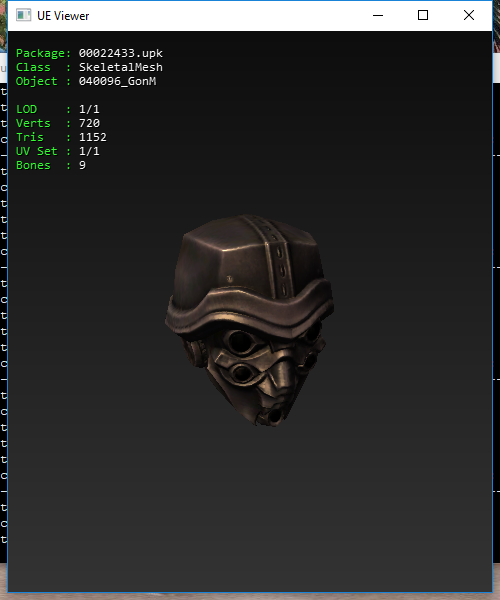 UE Viewer
Package: 00022433.upk
Class  : SkeletalMesh
Object : 040096_GonM
LOD    : 1/1
Verts  : 720
Tris   : 1152
UV Set : 1/1
Bones  : 9